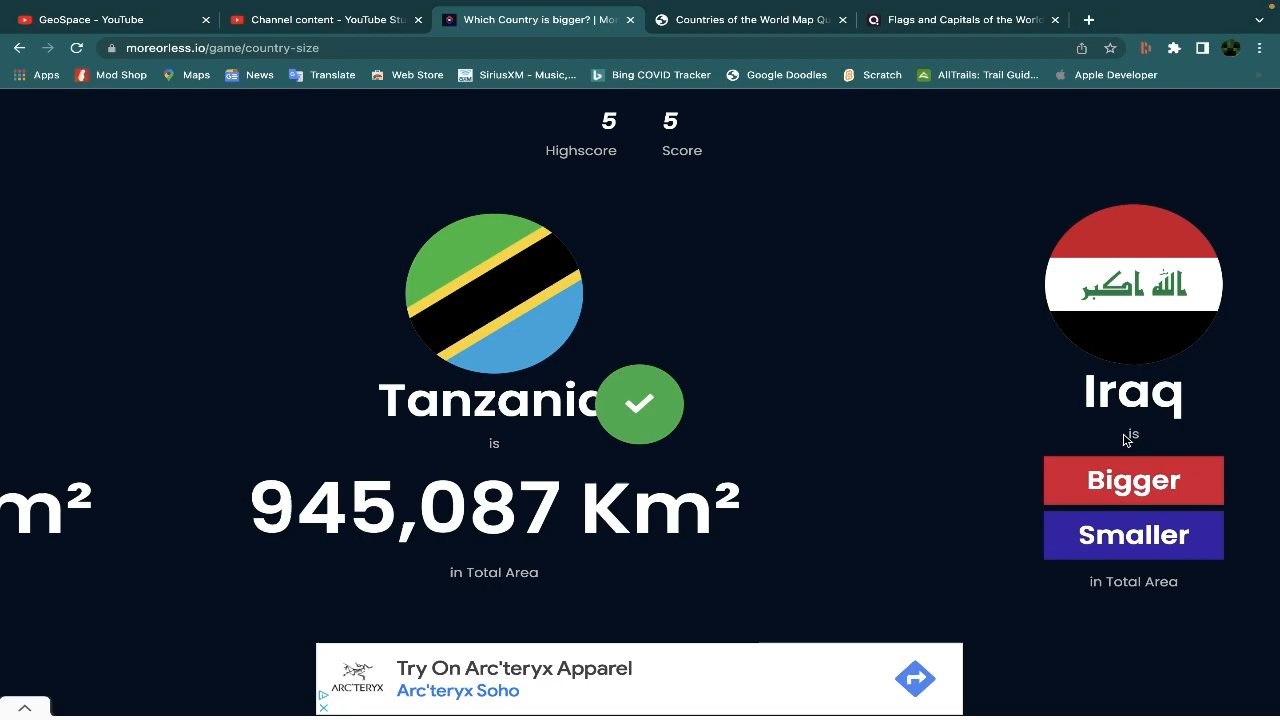 GeoSpace - YouTube
Channel content - YouTube Stu
Which Country is bigger? | Mor
Countries of the World Map Qu
Flags and Capitals of the World
moreorless.io/game/country-size
Apps
Mod Shop
Maps
News
Translate
Web Store
SiriusXM - Music,...
Bing COVID Tracker
Google Doodles
Scratch
AllTrails: Trail Guid...
Apple Developer
5 5
Highscore Score
الله اكبر
Tanzania
is
945,087 Km²
in Total Area
m²
Iraq
is
Bigger
Smaller
in Total Area
ARC'TERYX
Try On Arc'teryx Apparel
Arc'teryx Soho